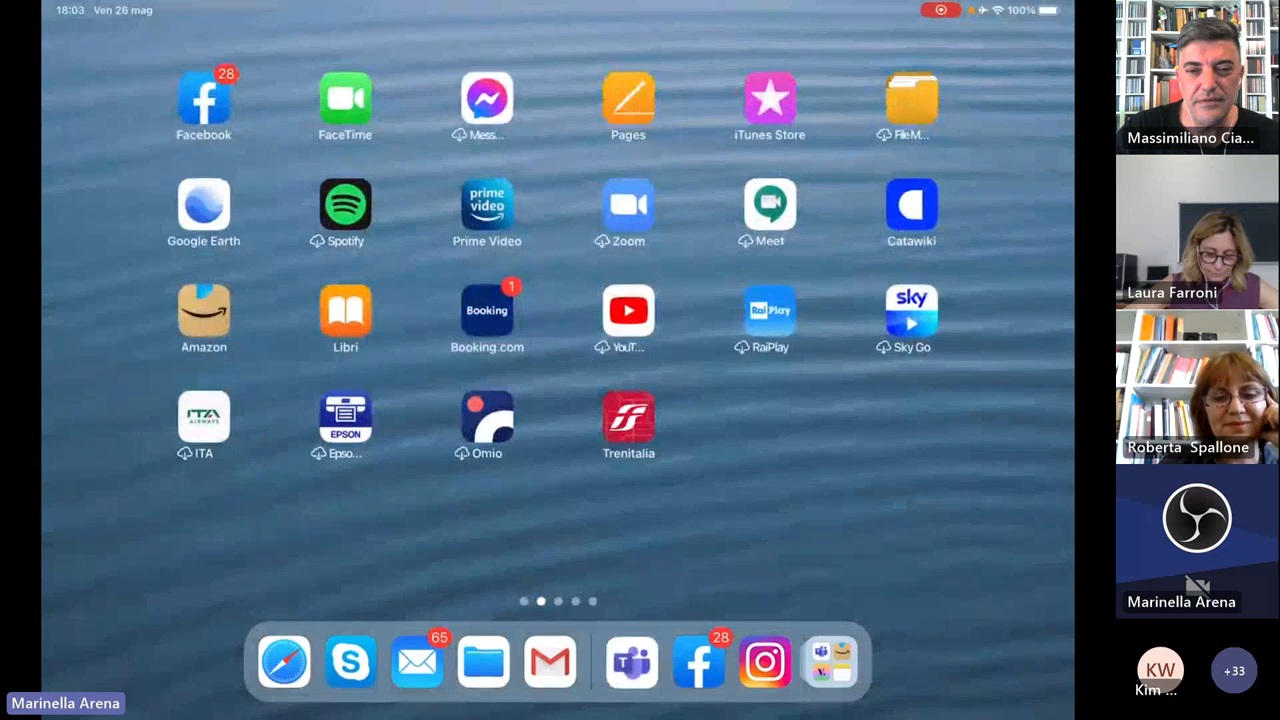 18:03 Ven 26 mag
100%
28
Facebook
FaceTime
Mess...
Pages
iTunes Store
FileM...
Google Earth
Spotify
prime
video
Prime Video
Zoom
Meet
Catawiki
Amazon
Libri
1
Booking
Booking.com
YouT...
Rai Play
RaiPlay
sky
Sky Go
ITA
AIRWAYS
ITA
EPSON
Epso...
Omio
Trenitalia
65
28
Marinella Arena
Massimiliano Cia...
Laura Farroni
Roberta Spallone
Marinella Arena
KW
Kim ...
+33